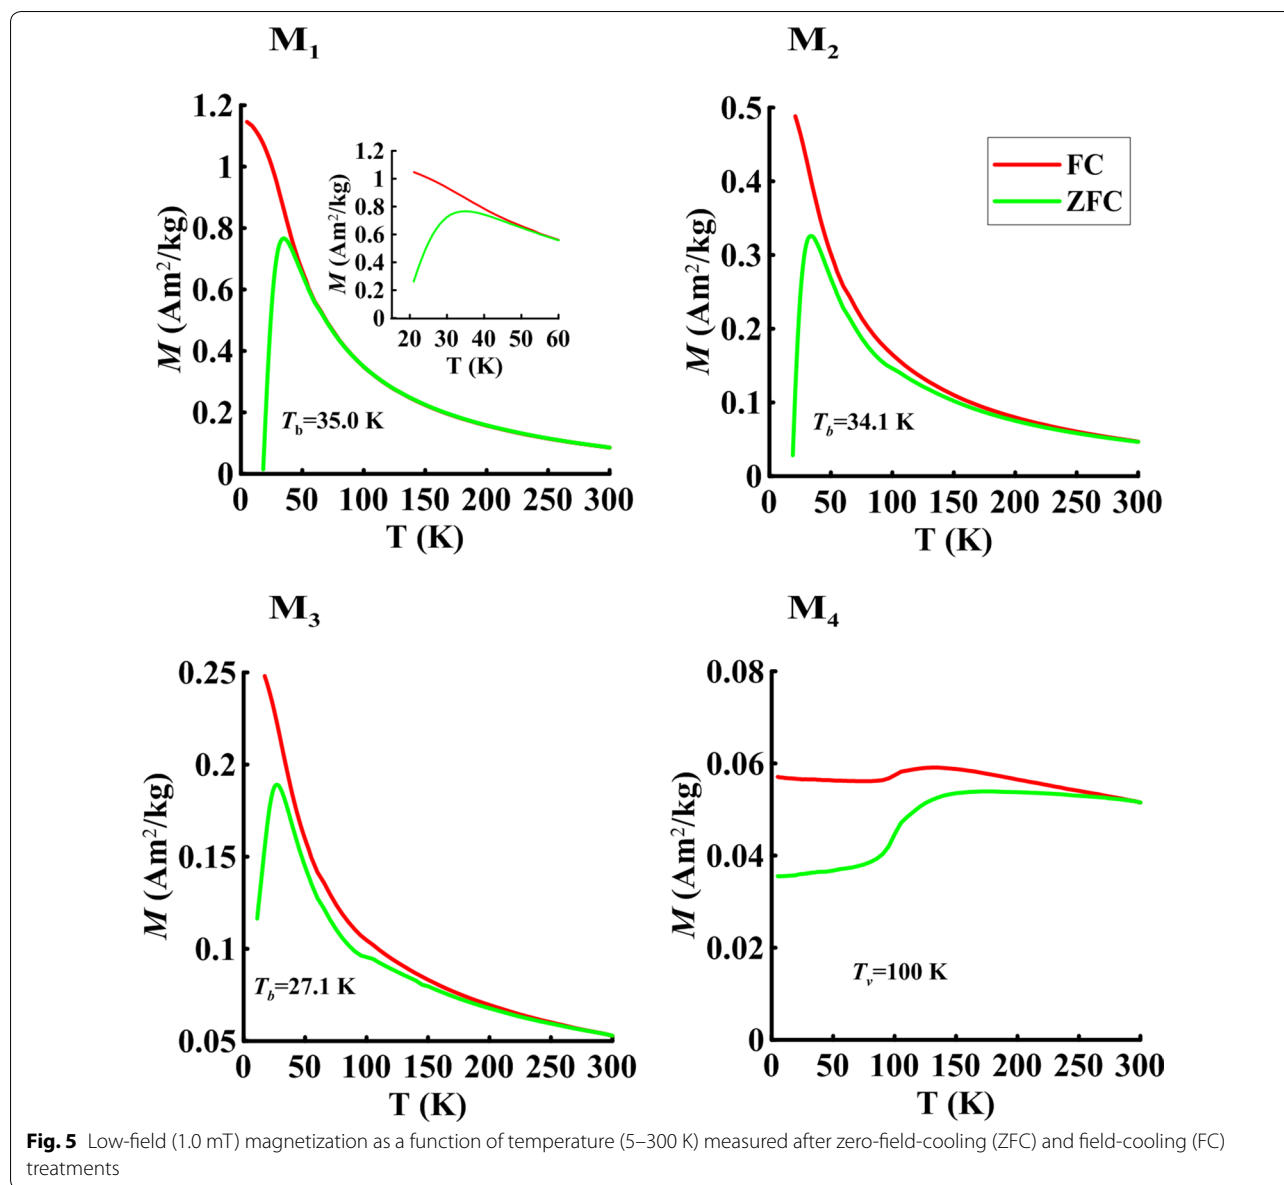 M₁
M₂
1.2
1
0.8
0.6
0.4
0.2
0
M (Am²/kg)
0 50 100 150 200 250 300
T (K)
T_b=35.0 K
1.2
1
0.8
0.6
0.4
0.2
0
M (Am²/kg)
20 30 40 50 60
T (K)
0.5
0.4
0.3
0.2
0.1
0
M (Am²/kg)
FC
ZFC
T_b=34.1 K
0 50 100 150 200 250 300
T (K)
M₃
M₄
0.25
0.2
0.15
0.1
0.05
M (Am²/kg)
T_b=27.1 K
0 50 100 150 200 250 300
T (K)
0.08
0.06
0.04
0.02
0
M (Am²/kg)
T_v=100 K
0 50 100 150 200 250 300
T (K)
Fig. 5 Low-field (1.0 mT) magnetization as a function of temperature (5–300 K) measured after zero-field-cooling (ZFC) and field-cooling (FC)
treatments